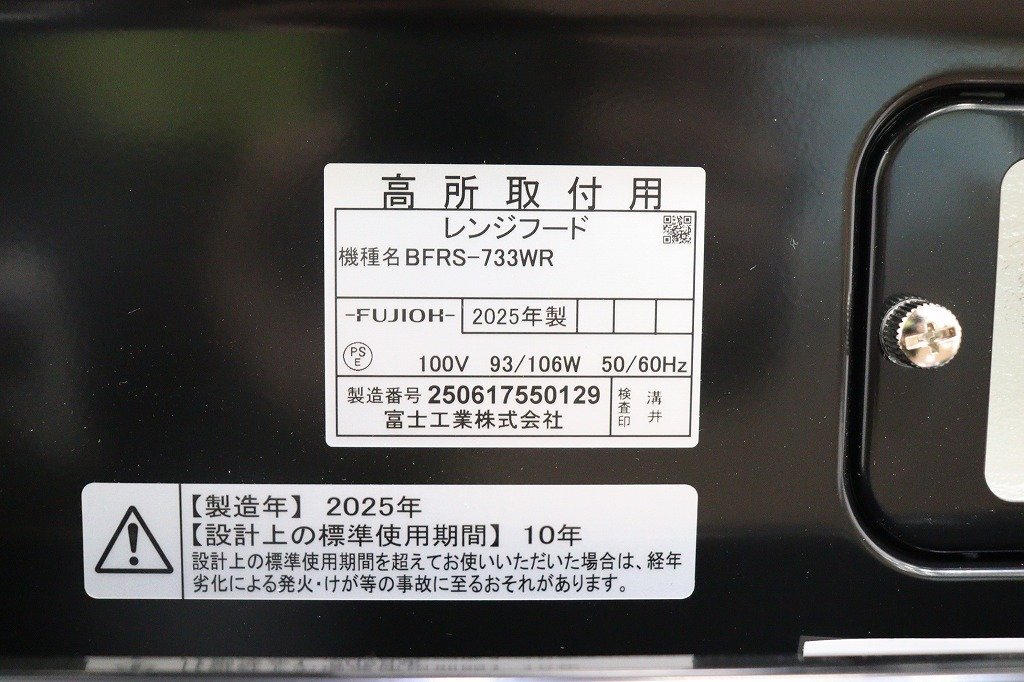 高所取付用
レンジフード
機種名 BFRS-733WR
-FUJIOH- 2025年製
PS E 100V 93/106W 50/60Hz
製造番号 250617550129
富士工業株式会社
検査印 溝井
【製造年】 2025年
【設計上の標準使用期間】 10年
設計上の標準使用期間を超えてお使いいただいた場合は、経年
劣化による発火・けが等の事故に至るおそれがあります。